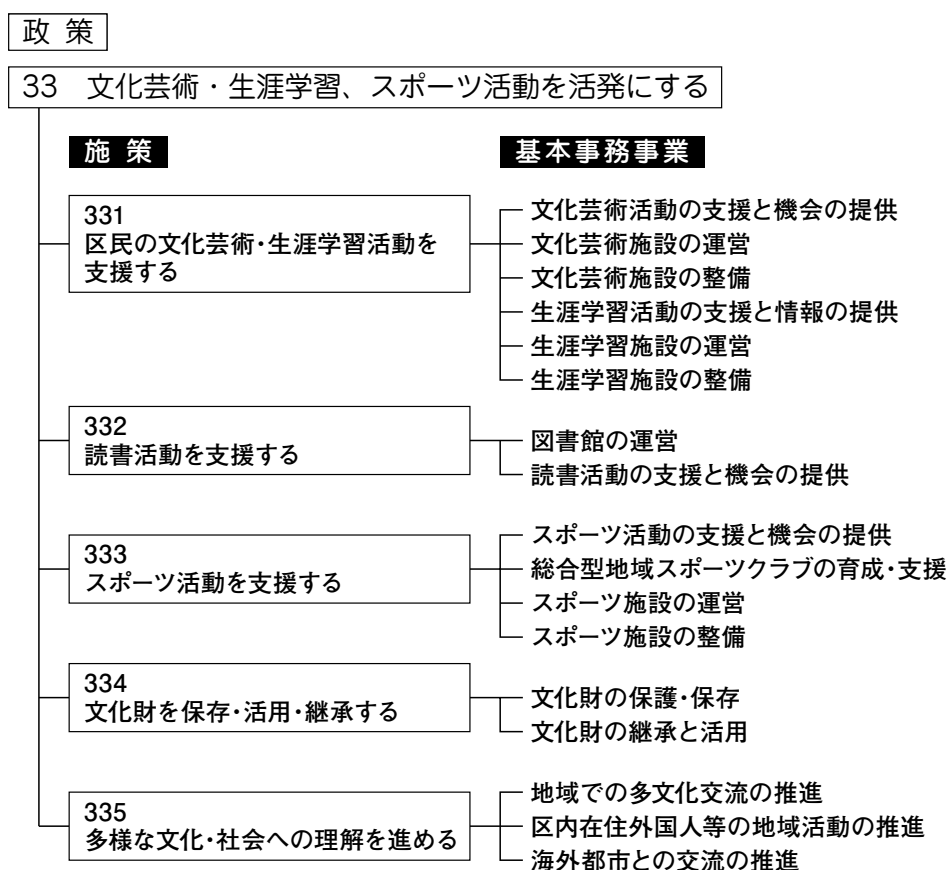 政策
33 文化芸術・生涯学習、スポーツ活動を活発にする
施策
基本事務事業
331
区民の文化芸術・生涯学習活動を
支援する
文化芸術活動の支援と機会の提供
文化芸術施設の運営
文化芸術施設の整備
生涯学習活動の支援と情報の提供
生涯学習施設の運営
生涯学習施設の整備
332
読書活動を支援する
図書館の運営
読書活動の支援と機会の提供
333
スポーツ活動を支援する
スポーツ活動の支援と機会の提供
総合型地域スポーツクラブの育成・支援
スポーツ施設の運営
スポーツ施設の整備
334
文化財を保存・活用・継承する
文化財の保護・保存
文化財の継承と活用
335
多様な文化・社会への理解を進める
地域での多文化交流の推進
区内在住外国人等の地域活動の推進
海外都市との交流の推進